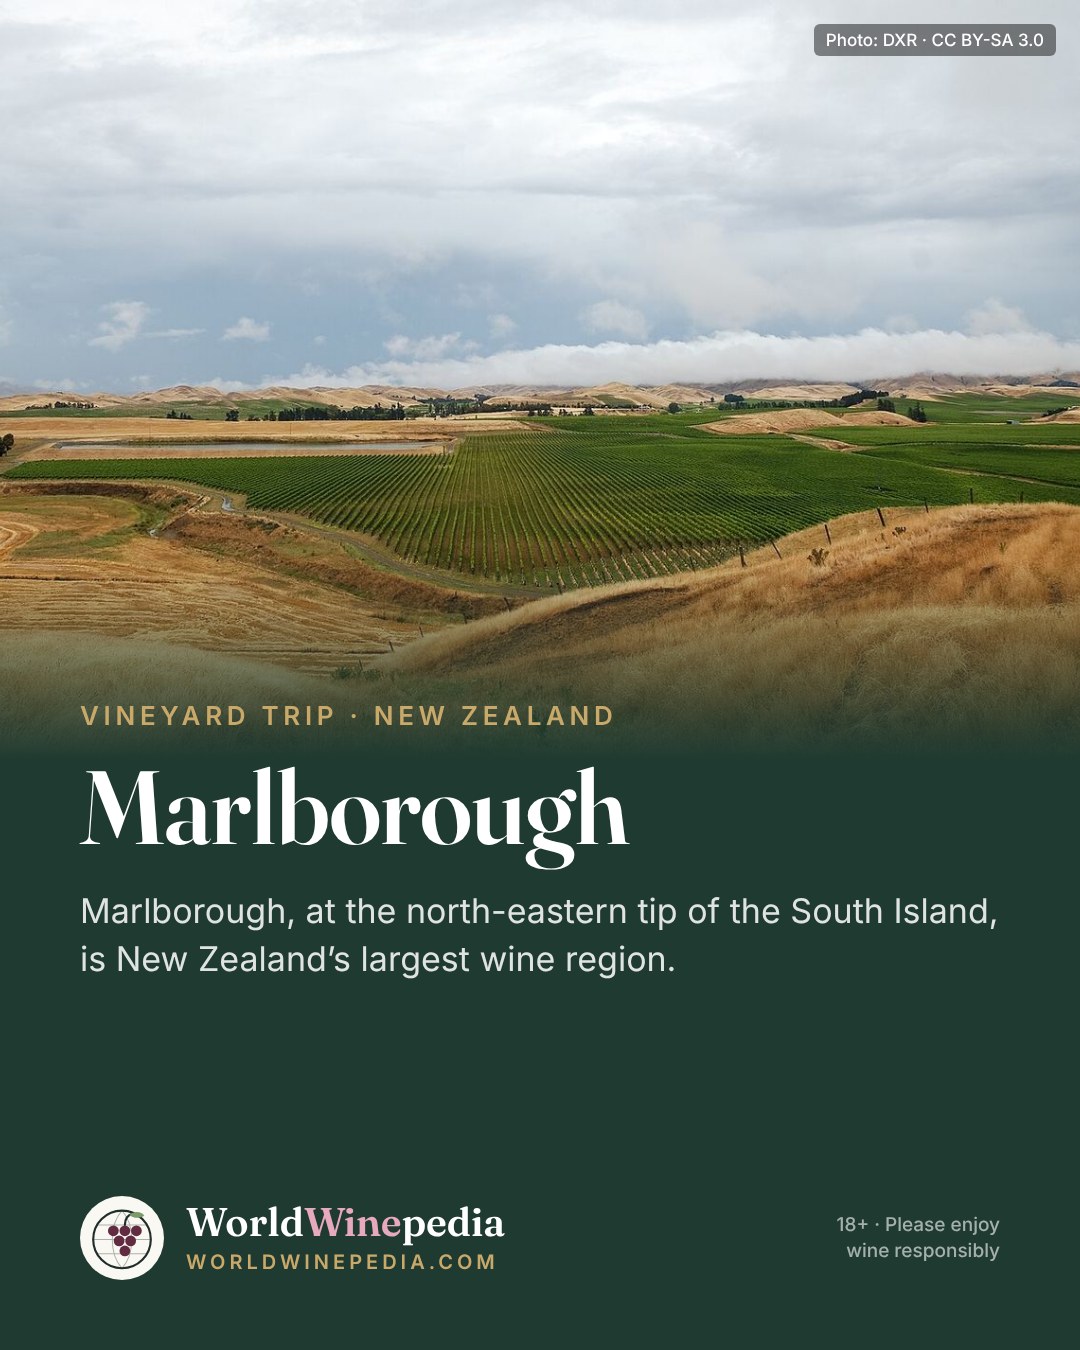 Photo: DXR · CC BY-SA 3.0
VINEYARD TRIP · NEW ZEALAND
Marlborough
Marlborough, at the north-eastern tip of the South Island,
is New Zealand’s largest wine region.
WorldWinepedia
WORLDWINEPEDIA.COM
18+ · Please enjoy
wine responsibly